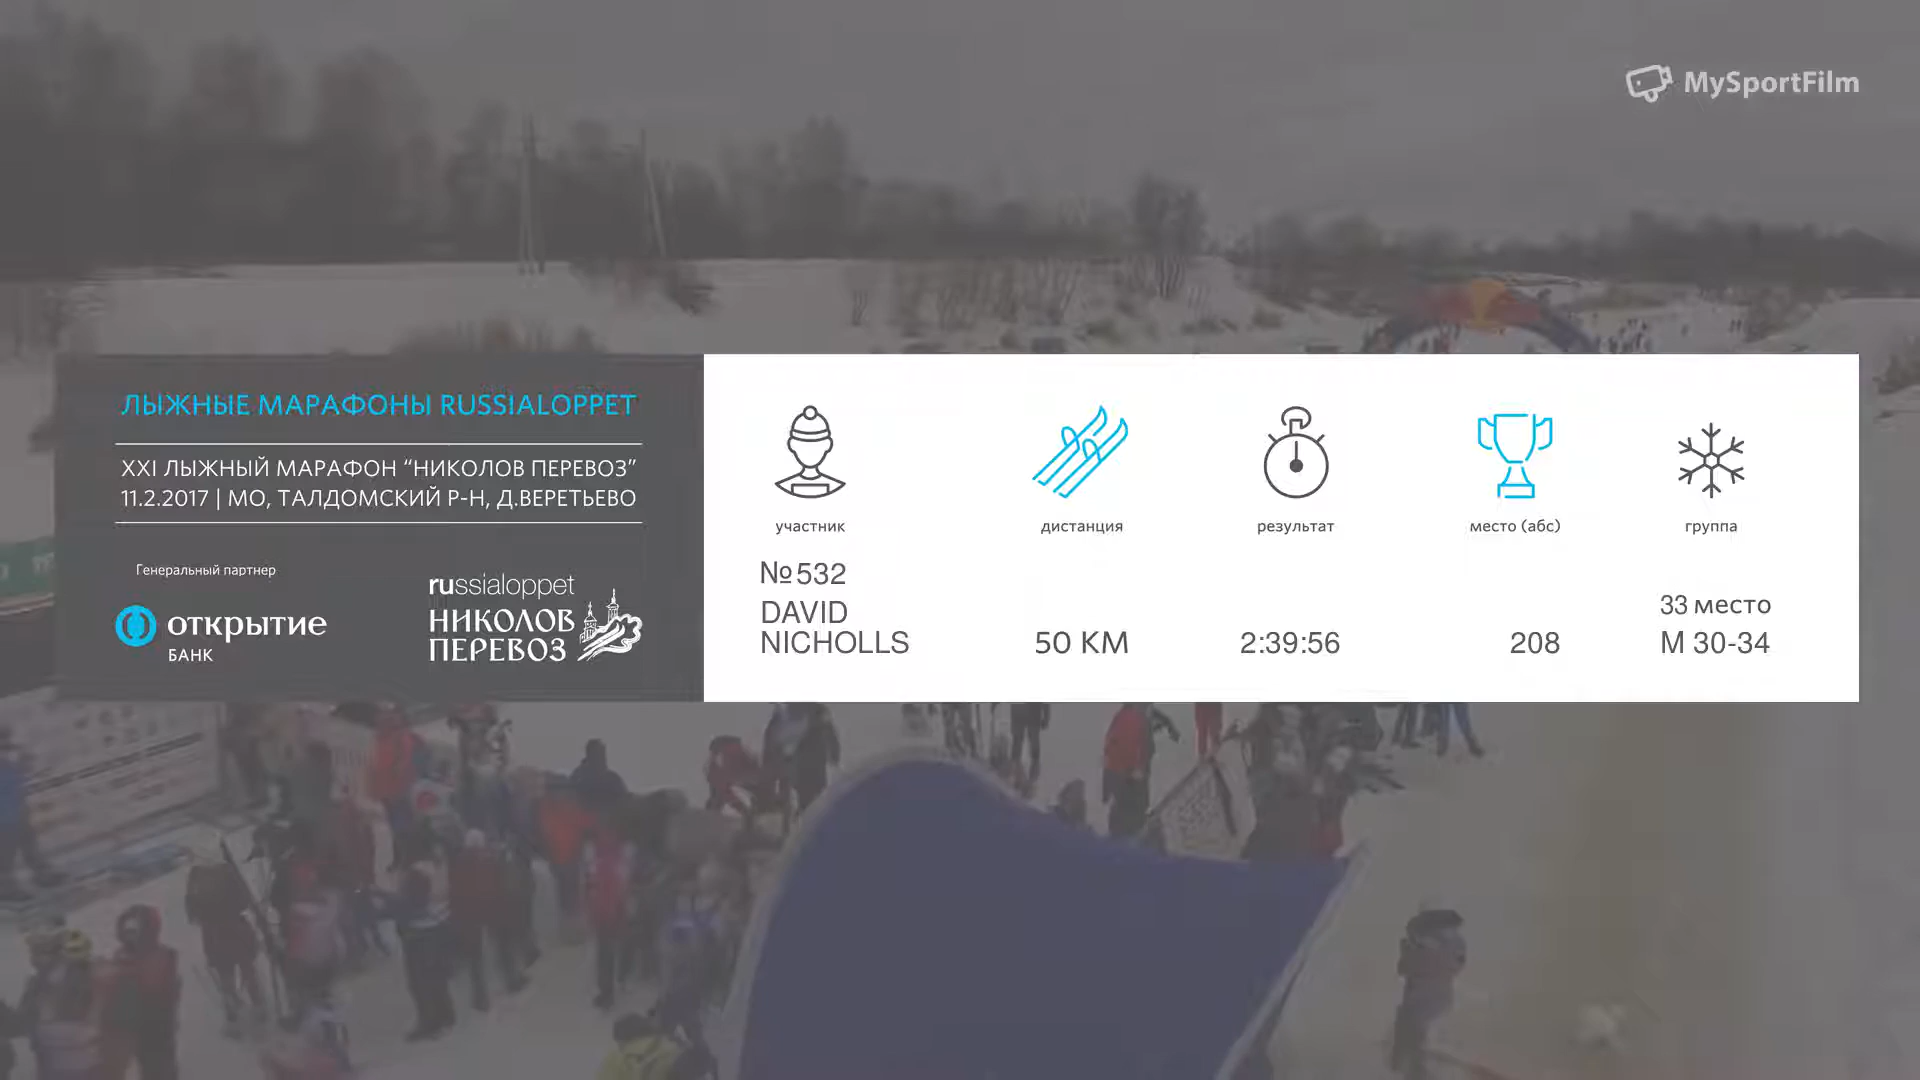 MySportFilm
ЛЫЖНЫЕ МАРАФОНЫ RUSSIALOPPET
XXI ЛЫЖНЫЙ МАРАФОН “НИКОЛОВ ПЕРЕВОЗ”
11.2.2017 | МО, ТАЛДОМСКИЙ Р-Н, Д.ВЕРЕТЬЕВО
Генеральный партнер
открытие
БАНК
russialoppet
НИКОЛОВ
ПЕРЕВОЗ
участник
№532
DAVID
NICHOLLS
дистанция
50 КМ
результат
2:39:56
место (абс)
208
группа
33 место
M 30-34